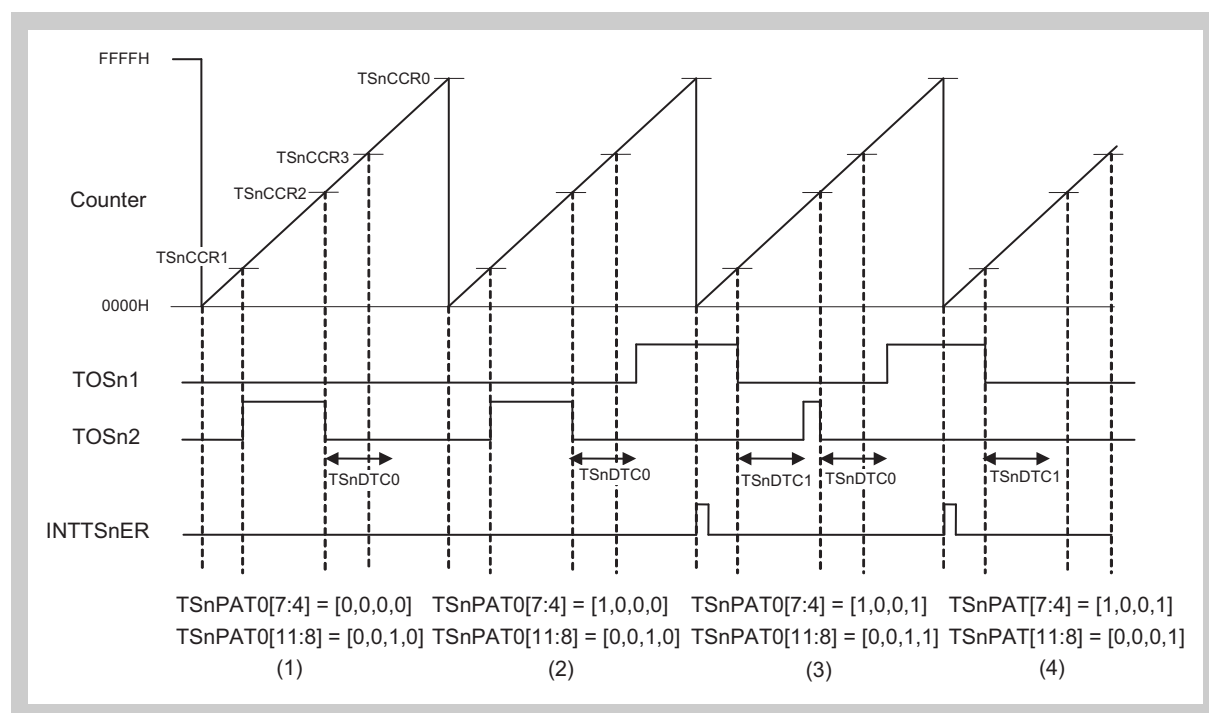 FFFFH
TSnCCR0
TSnCCR3
TSnCCR2
Counter
TSnCCR1
0000H
TOSn1
TOSn2
TSnDTC0
TSnDTC0
TSnDTC1
TSnDTC0
TSnDTC1
INTTSnER
TSnPAT0[7:4] = [0,0,0,0] TSnPAT0[7:4] = [1,0,0,0] TSnPAT0[7:4] = [1,0,0,1] TSnPAT[7:4] = [1,0,0,1]
TSnPAT0[11:8] = [0,0,1,0] TSnPAT0[11:8] = [0,0,1,0] TSnPAT0[11:8] = [0,0,1,1] TSnPAT[11:8] = [0,0,0,1]
(1) (2) (3) (4)